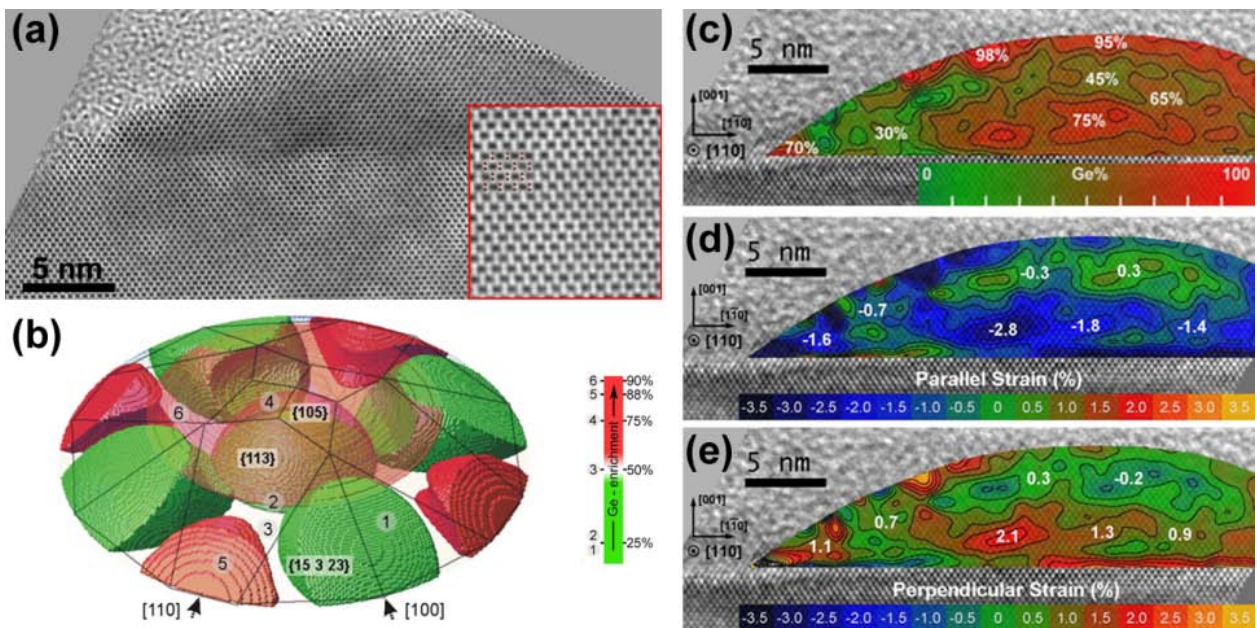 (a)
5 nm
(b)
4
{105}
6
{113}
2
3
1
5
{15 3 23}
[110]
[100]
6 90%
5 88%
4 75%
3 50%
2
1 25%
Ge - enrichment
(c)
5 nm
98%
95%
45%
65%
75%
30%
70%
[001]
[11̄0]
[110]
0 Ge% 100
(d)
5 nm
-0.3
0.3
-0.7
-2.8
-1.8
-1.4
-1.6
[001]
[11̄0]
[110]
Parallel Strain (%)
-3.5 -3.0 -2.5 -2.0 -1.5 -1.0 -0.5 0 0.5 1.0 1.5 2.0 2.5 3.0 3.5
(e)
5 nm
0.3
-0.2
0.7
2.1
1.3
0.9
1.1
[001]
[11̄0]
[110]
Perpendicular Strain (%)
-3.5 -3.0 -2.5 -2.0 -1.5 -1.0 -0.5 0 0.5 1.0 1.5 2.0 2.5 3.0 3.5